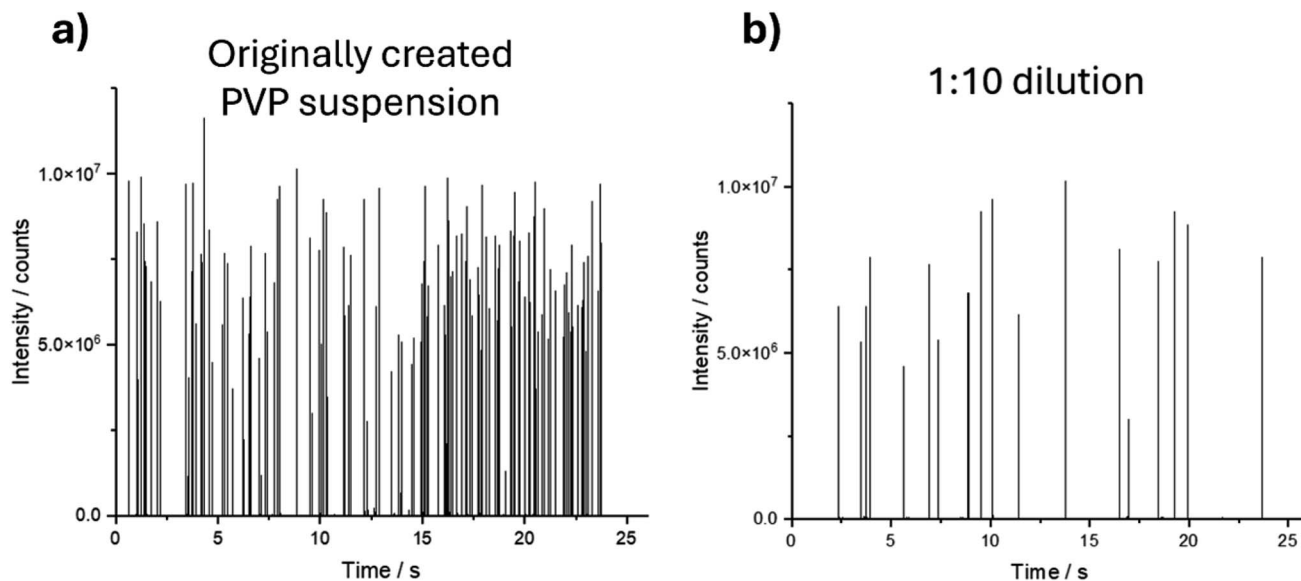 a)
Originally created
PVP suspension
1.0×10⁷
5.0×10⁶
0.0
Intensity / counts
0
5
10
15
20
25
Time / s
b)
1:10 dilution
1.0×10⁷
5.0×10⁶
0.0
Intensity / counts
0
5
10
15
20
25
Time / s